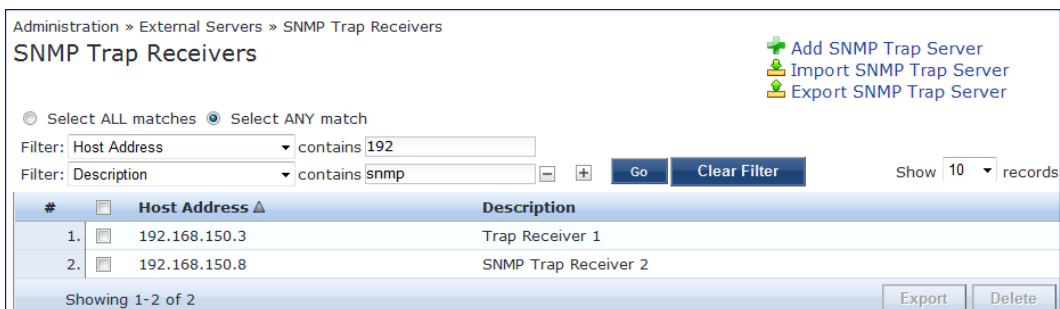 Administration » External Servers » SNMP Trap Receivers
SNMP Trap Receivers
Add SNMP Trap Server
Import SNMP Trap Server
Export SNMP Trap Server
Select ALL matches Select ANY match
Filter: Host Address contains 192
Filter: Description contains snmp − + Go Clear Filter Show 10 records
# Host Address Description
1. 192.168.150.3 Trap Receiver 1
2. 192.168.150.8 SNMP Trap Receiver 2
Showing 1-2 of 2 Export Delete